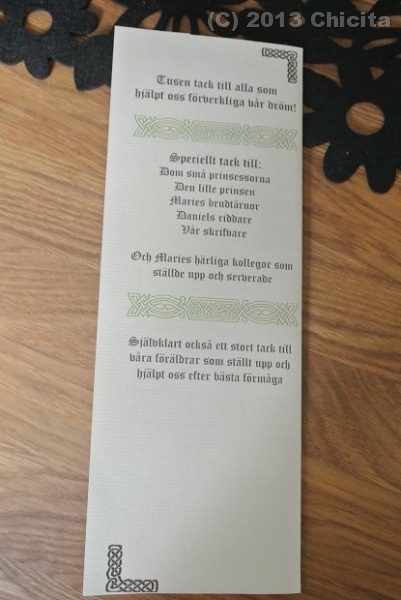 (C) 2013 Chicita
Tusen tack till alla som
hjälpt oss förverkliga vår dröm!
Speciellt tack till:
Dom små prinsessorna
Den lille prinsen
Maries brudtärnor
Daniels riddare
Vår skrifvare
Och Maries härliga kollegor som
ställde upp och serverade
Självklart också ett stort tack till
våra föräldrar som ställt upp och
hjälpt oss efter bästa förmåga